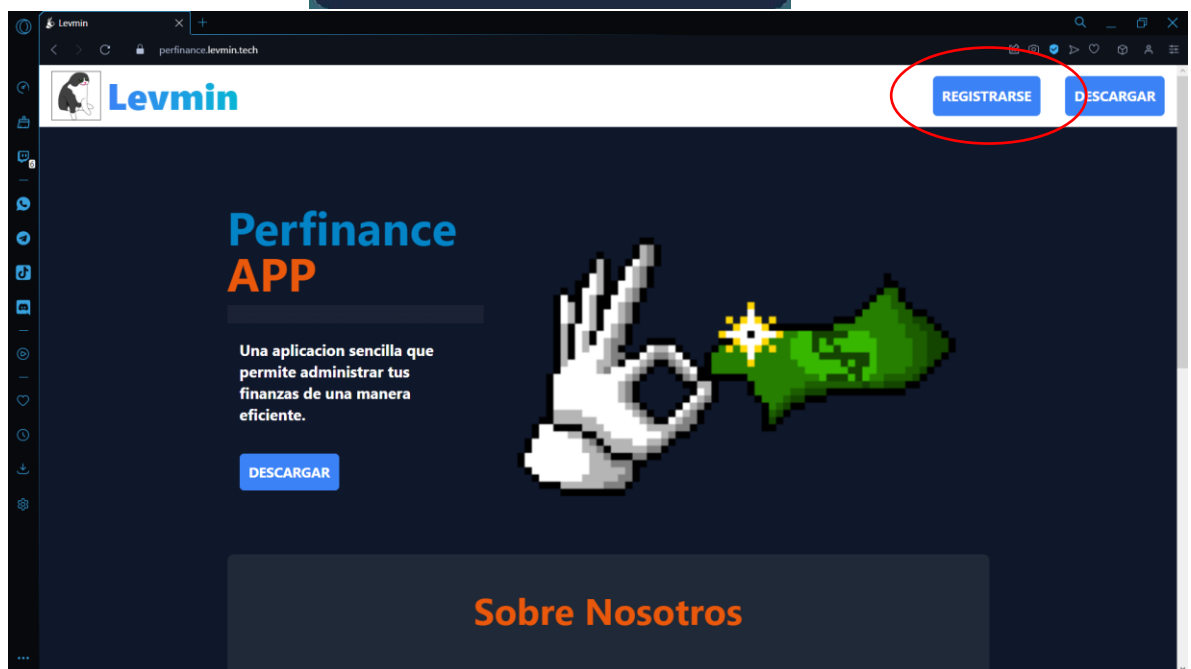 Levmin
perfinance.levmin.tech
6
Levmin
REGISTRARSE
DESCARGAR
Perfinance
APP
Una aplicacion sencilla que
permite administrar tus
finanzas de una manera
eficiente.
DESCARGAR
Sobre Nosotros